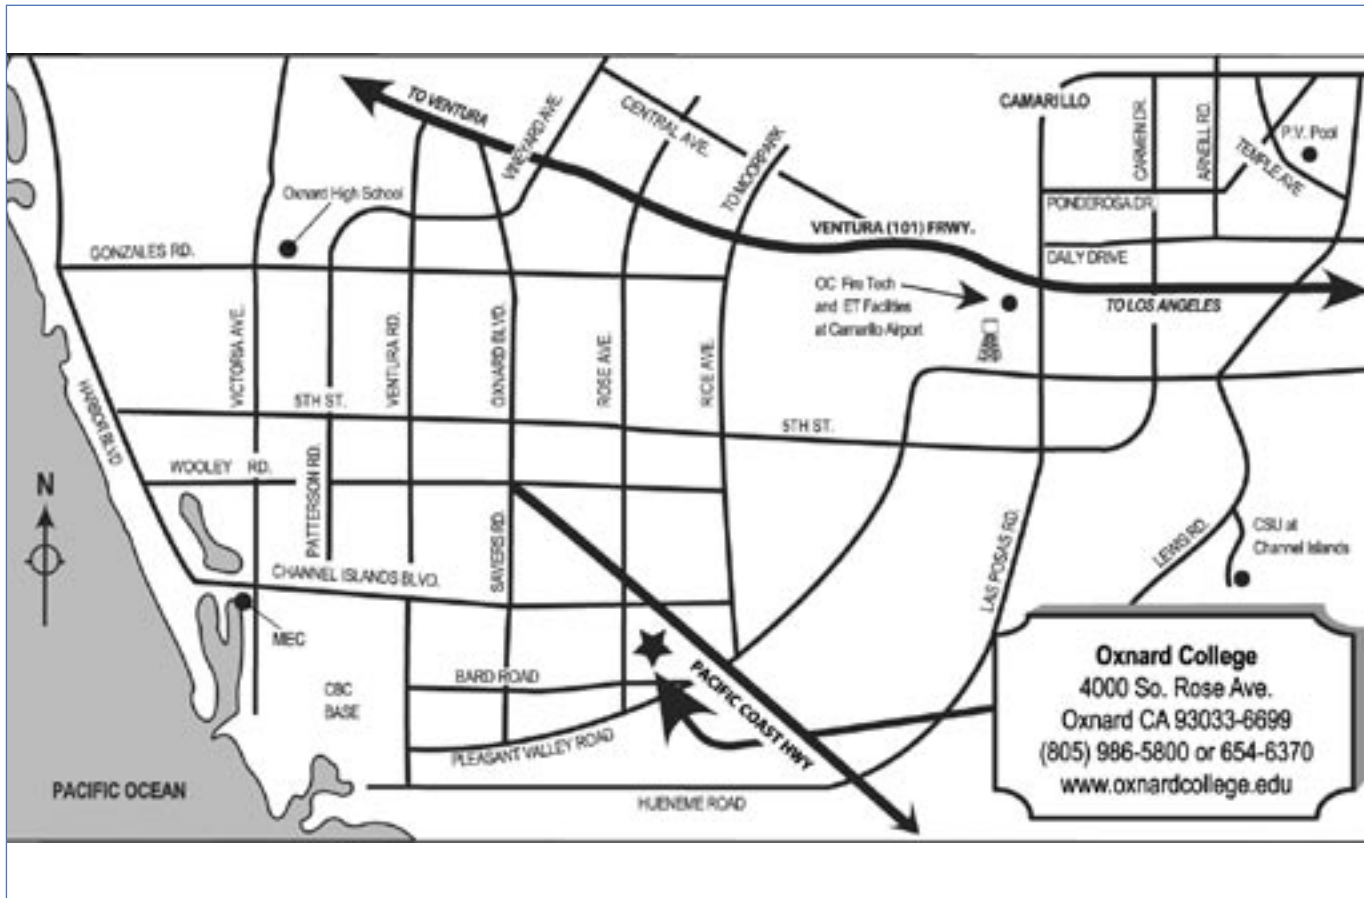 TO VENTURA
VINEYARD AVE.
CENTRAL AVE.
TO MOORPARK
CAMARILLO
CARMEN DR.
ARNEILL RD.
P.V. Pool
TEMPLE AVE.
Oxnard High School
PONDEROSA DR.
VENTURA (101) FRWY.
GONZALES RD.
DAILY DRIVE
OC Fire Tech
and ET Facilities
at Camarillo Airport
TO LOS ANGELES
VICTORIA AVE.
VENTURA RD.
OXNARD BLVD.
ROSE AVE.
RICE AVE.
HARBOR BLVD
5TH ST.
5TH ST.
WOOLEY RD.
PATTERSON RD.
N
SAVERS RD.
LAS POSAS RD.
LEWIS RD.
CSU at
Channel Islands
CHANNEL ISLANDS BLVD.
MEC
BARD ROAD
PACIFIC COAST HWY
CBC
BASE
PLEASANT VALLEY ROAD
PACIFIC OCEAN
HUENEME ROAD
Oxnard College
4000 So. Rose Ave.
Oxnard CA 93033-6699
(805) 986-5800 or 654-6370
www.oxnardcollege.edu